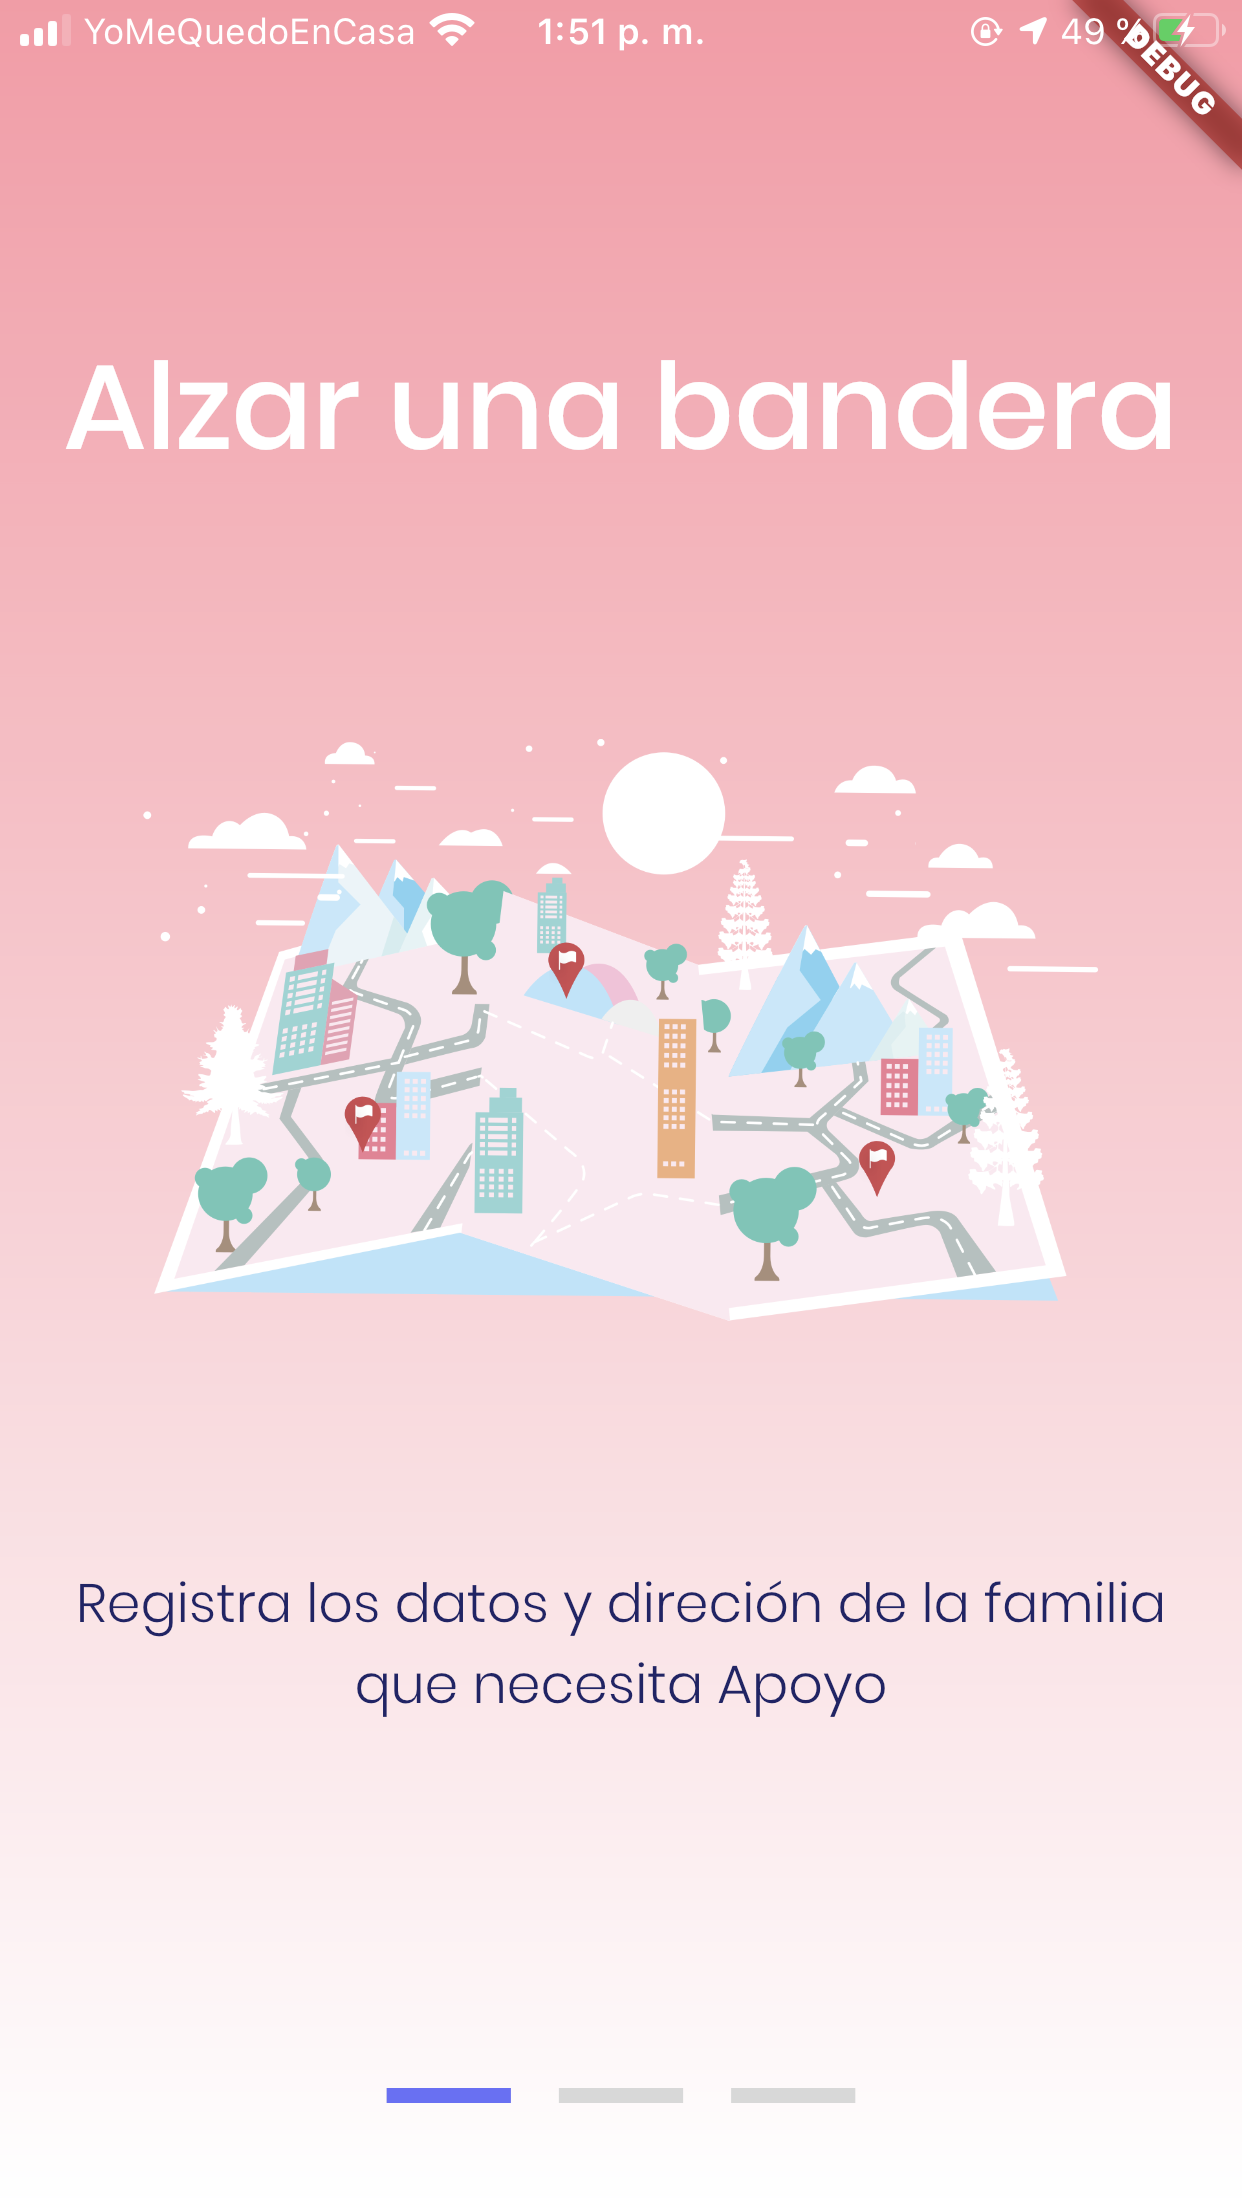 YoMeQuedoEnCasa 1:51 p. m. 49 %
DEBUG
Alzar una bandera
Registra los datos y direción de la familia
que necesita Apoyo